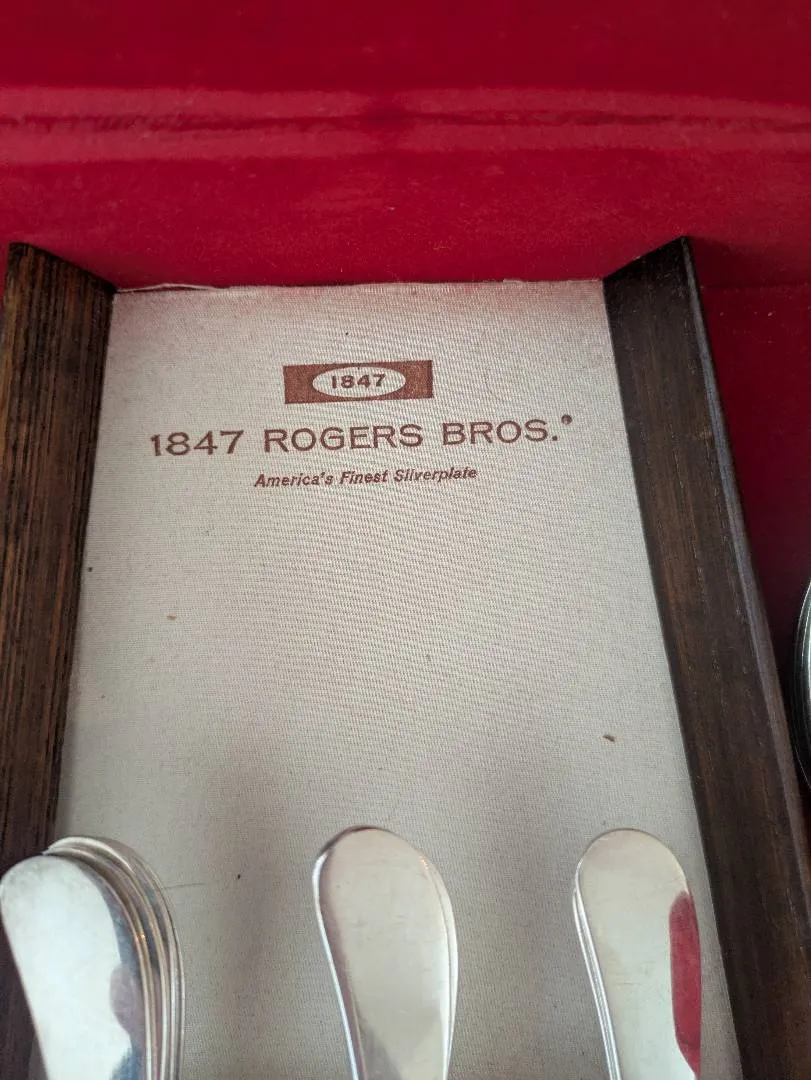 1847
1847 ROGERS BROS.®
America's Finest Silverplate